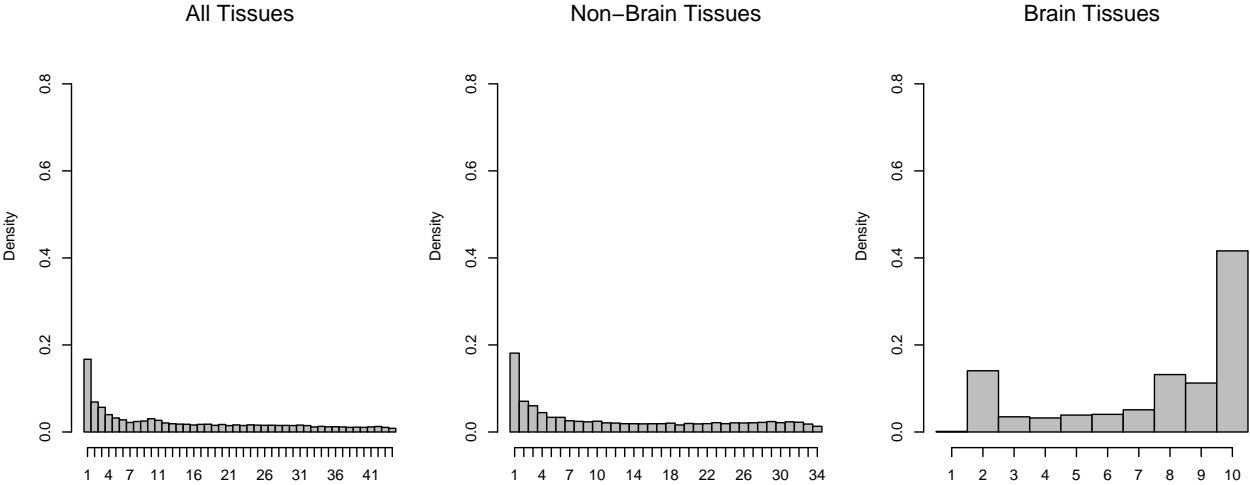 All Tissues
Density
0.0 0.2 0.4 0.6 0.8
1 4 7 11 16 21 26 31 36 41
Non−Brain Tissues
Density
0.0 0.2 0.4 0.6 0.8
1 4 7 10 14 18 22 26 30 34
Brain Tissues
Density
0.0 0.2 0.4 0.6 0.8
1 2 3 4 5 6 7 8 9 10